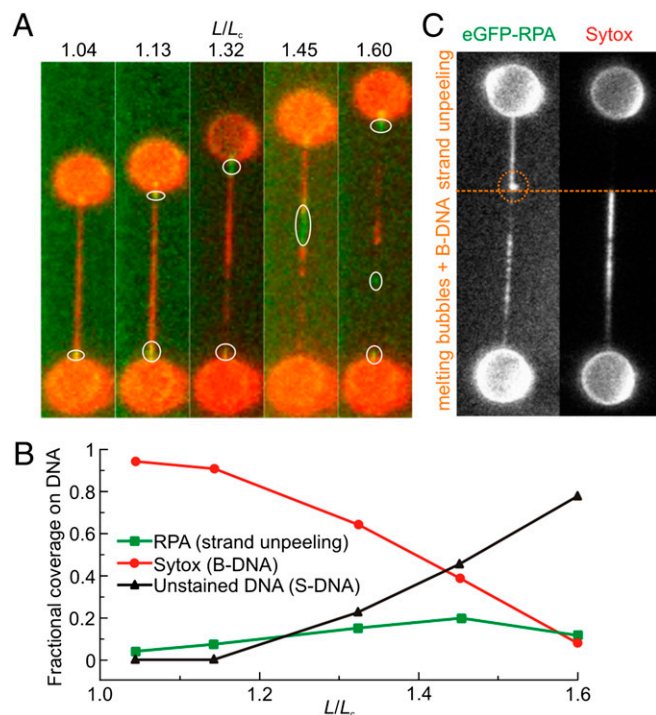 A
L/Lc
1.04 1.13 1.32 1.45 1.60
C
eGFP-RPA Sytox
melting bubbles + B-DNA strand unpeeling
B
Fractional coverage on DNA
1
0.8
0.6
0.4
0.2
0
RPA (strand unpeeling)
Sytox (B-DNA)
Unstained DNA (S-DNA)
1.0 1.2 1.4 1.6
L/Lc